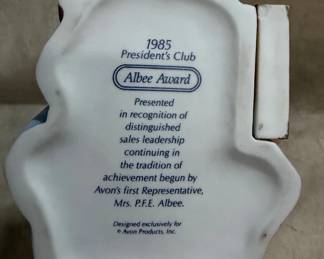 1985
President's Club
Albee Award
Presented
in recognition of
distinguished
sales leadership
continuing in
the tradition of
achievement begun by
Avon's first Representative,
Mrs. P.F.E. Albee.
Designed exclusively for
Avon Products, Inc.